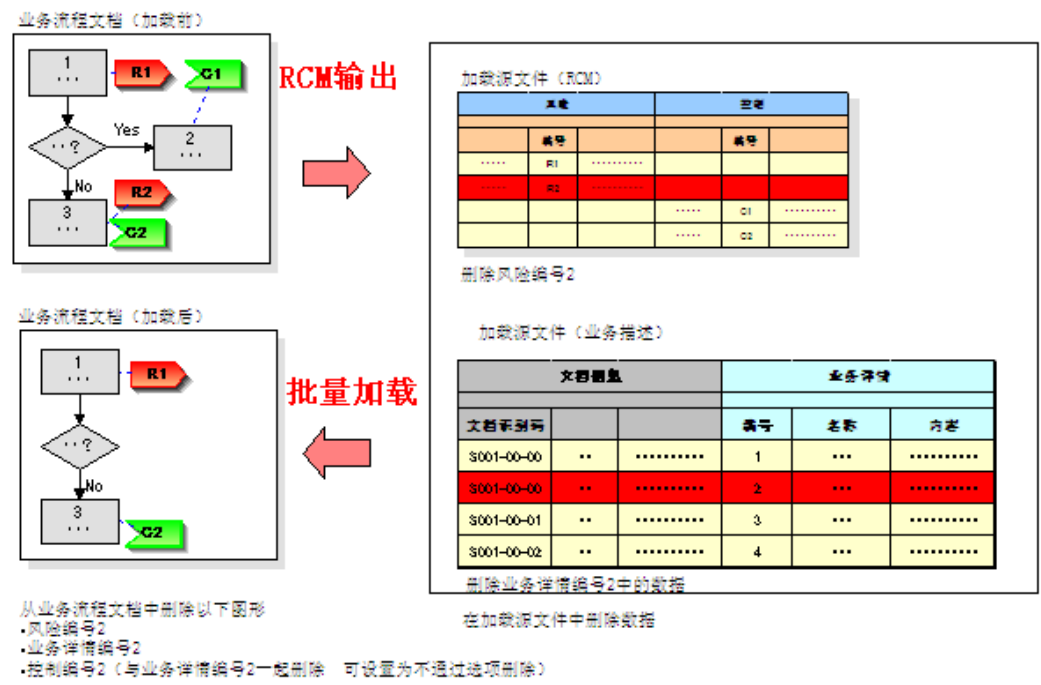 业务流程文档（加载前）
1
...
R1
C1
··?
Yes
2
...
No
R2
3
...
C2
RCM输出
加载源文件（RCM）
风险 控制
编号 编号
····· R1 ··········
····· R2 ··········
····· C1 ··········
····· C2 ··········
删除风险编号2
业务流程文档（加载后）
1
...
R1
··?
No
3
...
C2
批量加载
加载源文件（业务描述）
文档信息 业务详情
文档识别码 编号 名称 内容
S001-00-00 ·· ·········· 1 ··· ··········
S001-00-00 ·· ·········· 2 ··· ··········
S001-00-01 ·· ·········· 3 ··· ··········
S001-00-02 ·· ·········· 4 ··· ··········
删除业务详情编号2中的数据
在加载源文件中删除数据
从业务流程文档中删除以下图形
•风险编号2
•业务详情编号2
•控制编号2（与业务详情编号2一起删除 可设置为不通过选项删除）